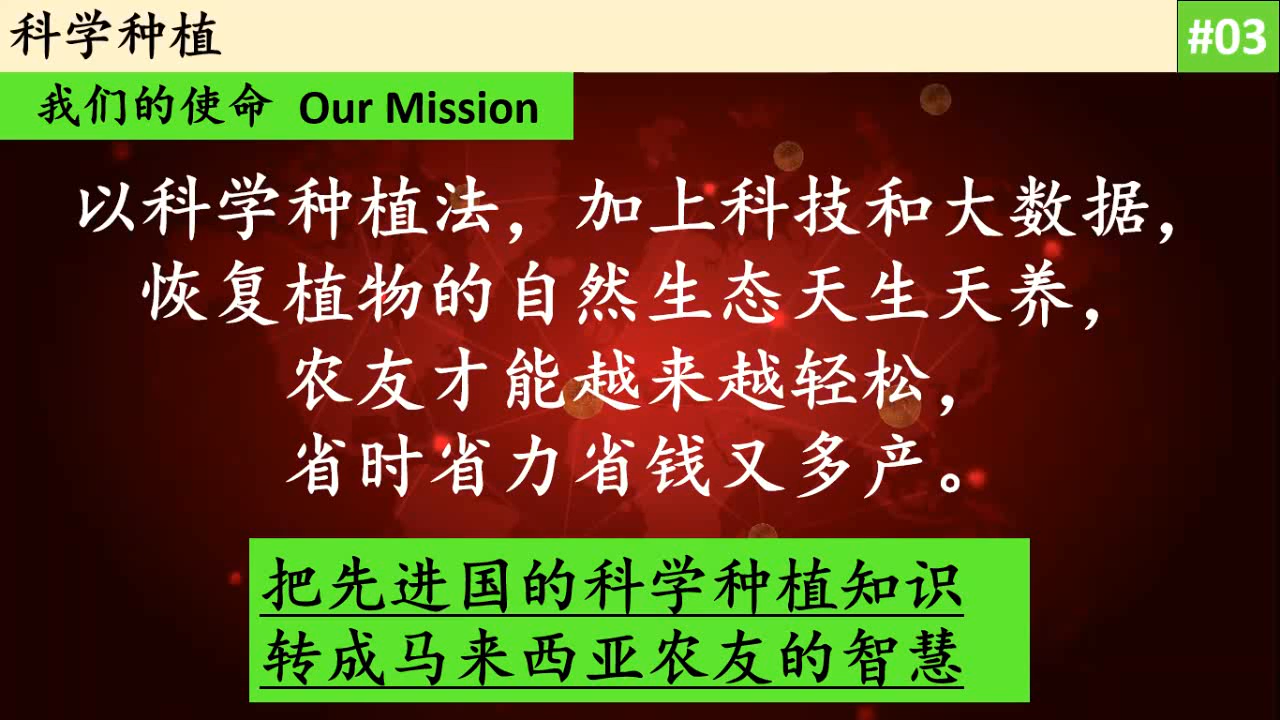 科学种植
#03
我们的使命 Our Mission
以科学种植法，加上科技和大数据，
恢复植物的自然生态天生天养，
农友才能越来越轻松，
省时省力省钱又多产。
把先进国的科学种植知识
转成马来西亚农友的智慧